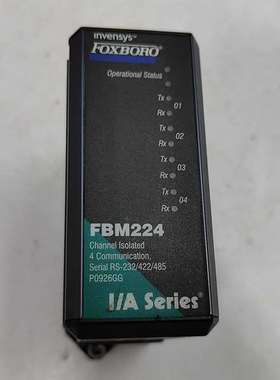 invensys™
FOXBORO
Operational Status
Tx
01
Rx
Tx
02
Rx
Tx
03
Rx
Tx
04
Rx
FBM224
Channel Isolated
4 Communication,
Serial RS-232/422/485
P0926GG
I/A Series®